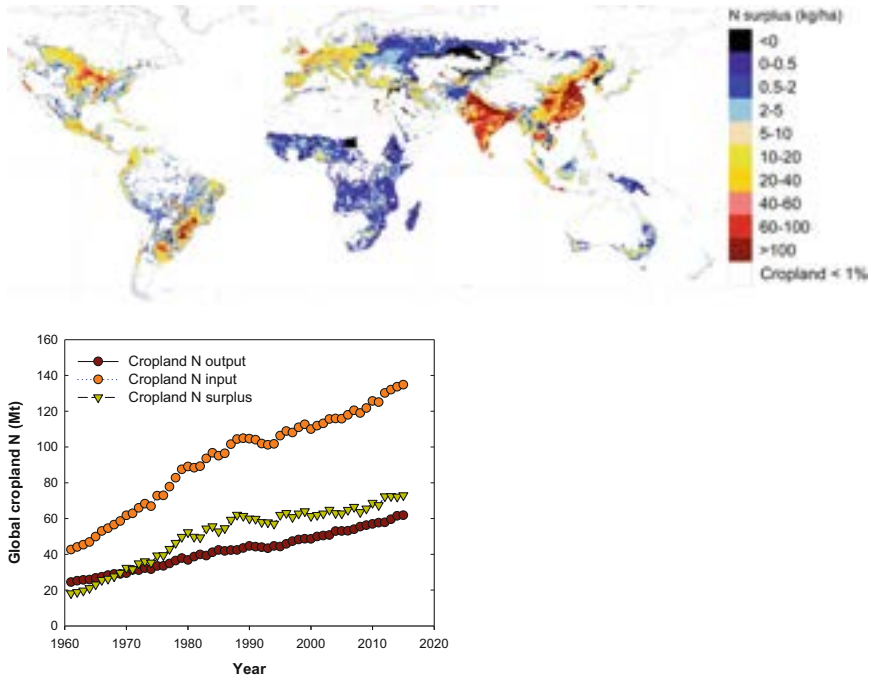 N surplus (kg/ha)
<0
0-0.5
0.5-2
2-5
5-10
10-20
20-40
40-60
60-100
>100
Cropland < 1%
160
140
120
100
80
60
40
20
0
Global cropland N (Mt)
Cropland N output
Cropland N input
Cropland N surplus
1960 1970 1980 1990 2000 2010 2020
Year